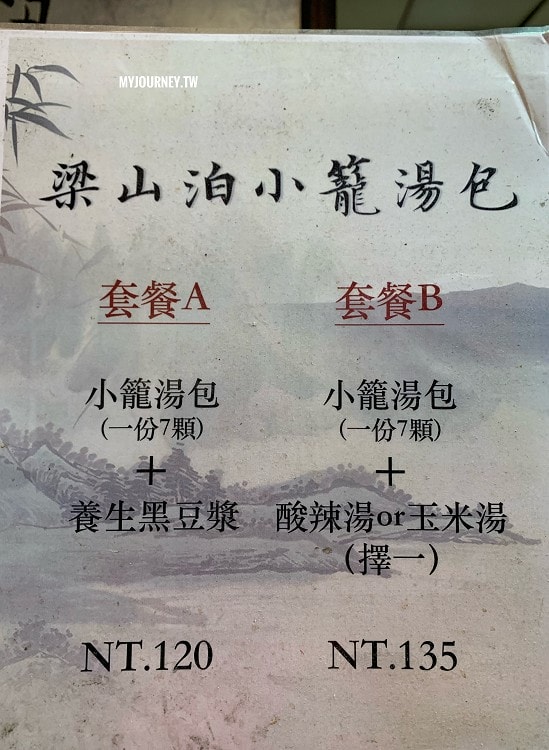 MYJOURNEY.TW
梁山泊小籠湯包
套餐A
小籠湯包
(一份7顆)
+
養生黑豆漿
NT.120
套餐B
小籠湯包
(一份7顆)
+
酸辣湯or玉米湯
(擇一)
NT.135